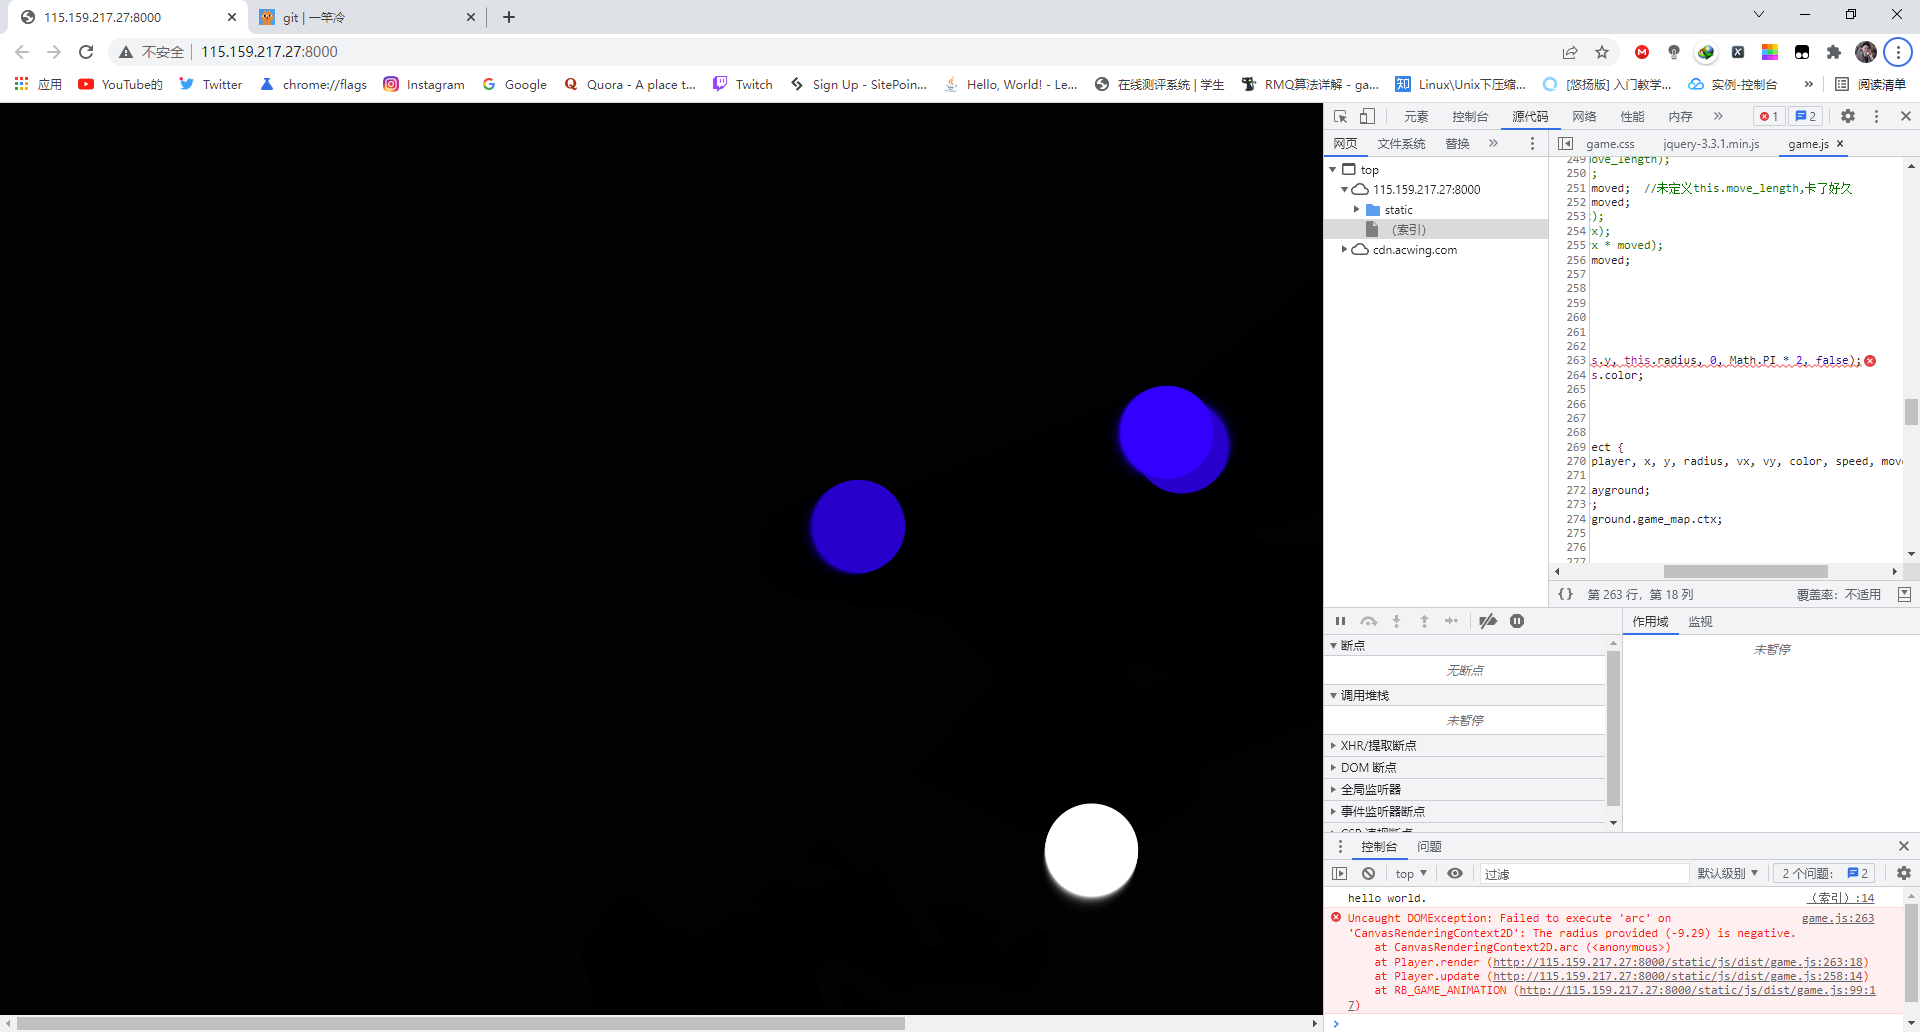 115.159.217.27:8000
git | 一竿冷
不安全 115.159.217.27:8000
应用 YouTube的 Twitter chrome://flags Instagram Google Quora - A place t... Twitch Sign Up - SitePoin... Hello, World! - Le... 在线测评系统 | 学生 RMQ算法详解 - ga... Linux\Unix下压缩... [悠扬版] 入门教学... 实例-控制台 » 阅读清单
元素 控制台 源代码 网络 性能 内存 » 1 2
网页 文件系统 替换 »
game.css jquery-3.3.1.min.js game.js
top
115.159.217.27:8000
static
（索引）
cdn.acwing.com
249 ove_length);
250 ;
251 moved; //未定义this.move_length,卡了好久
252 moved;
253 );
254 x);
255 x * moved);
256 moved;
257
258
259
260
261
262
263 s.y, this.radius, 0, Math.PI * 2, false);
264 s.color;
265
266
267
268
269 ect {
270 player, x, y, radius, vx, vy, color, speed, mov
271
272 ayground;
273 ;
274 ground.game_map.ctx;
275
276
277
{} 第 263 行，第 18 列 覆盖率：不适用
断点
无断点
调用堆栈
未暂停
XHR/提取断点
DOM 断点
全局监听器
事件监听器断点
CSP 违规断点
作用域 监视
未暂停
控制台 问题
top 过滤 默认级别 2 个问题： 2
hello world. （索引）:14
Uncaught DOMException: Failed to execute 'arc' on game.js:263
'CanvasRenderingContext2D': The radius provided (-9.29) is negative.
at CanvasRenderingContext2D.arc (<anonymous>)
at Player.render (http://115.159.217.27:8000/static/js/dist/game.js:263:18)
at Player.update (http://115.159.217.27:8000/static/js/dist/game.js:258:14)
at RB_GAME_ANIMATION (http://115.159.217.27:8000/static/js/dist/game.js:99:1
7)